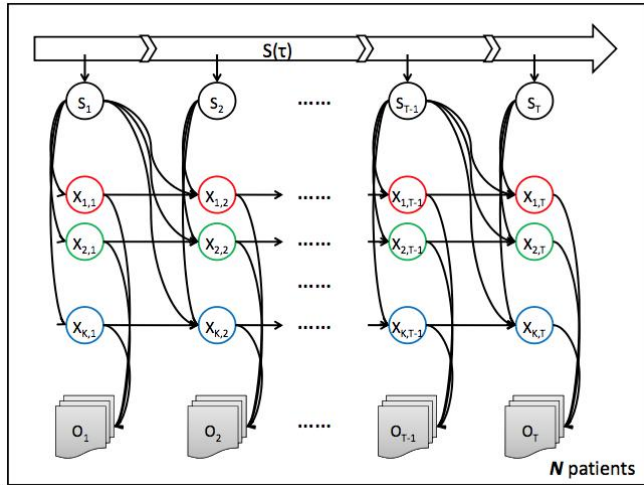 S(τ)
S1 S2 ...... ST-1 ST
X1,1 X1,2 ...... X1,T-1 X1,T
X2,1 X2,2 ...... X2,T-1 X2,T
......
XK,1 XK,2 ...... XK,T-1 XK,T
O1 O2 ...... OT-1 OT
N patients